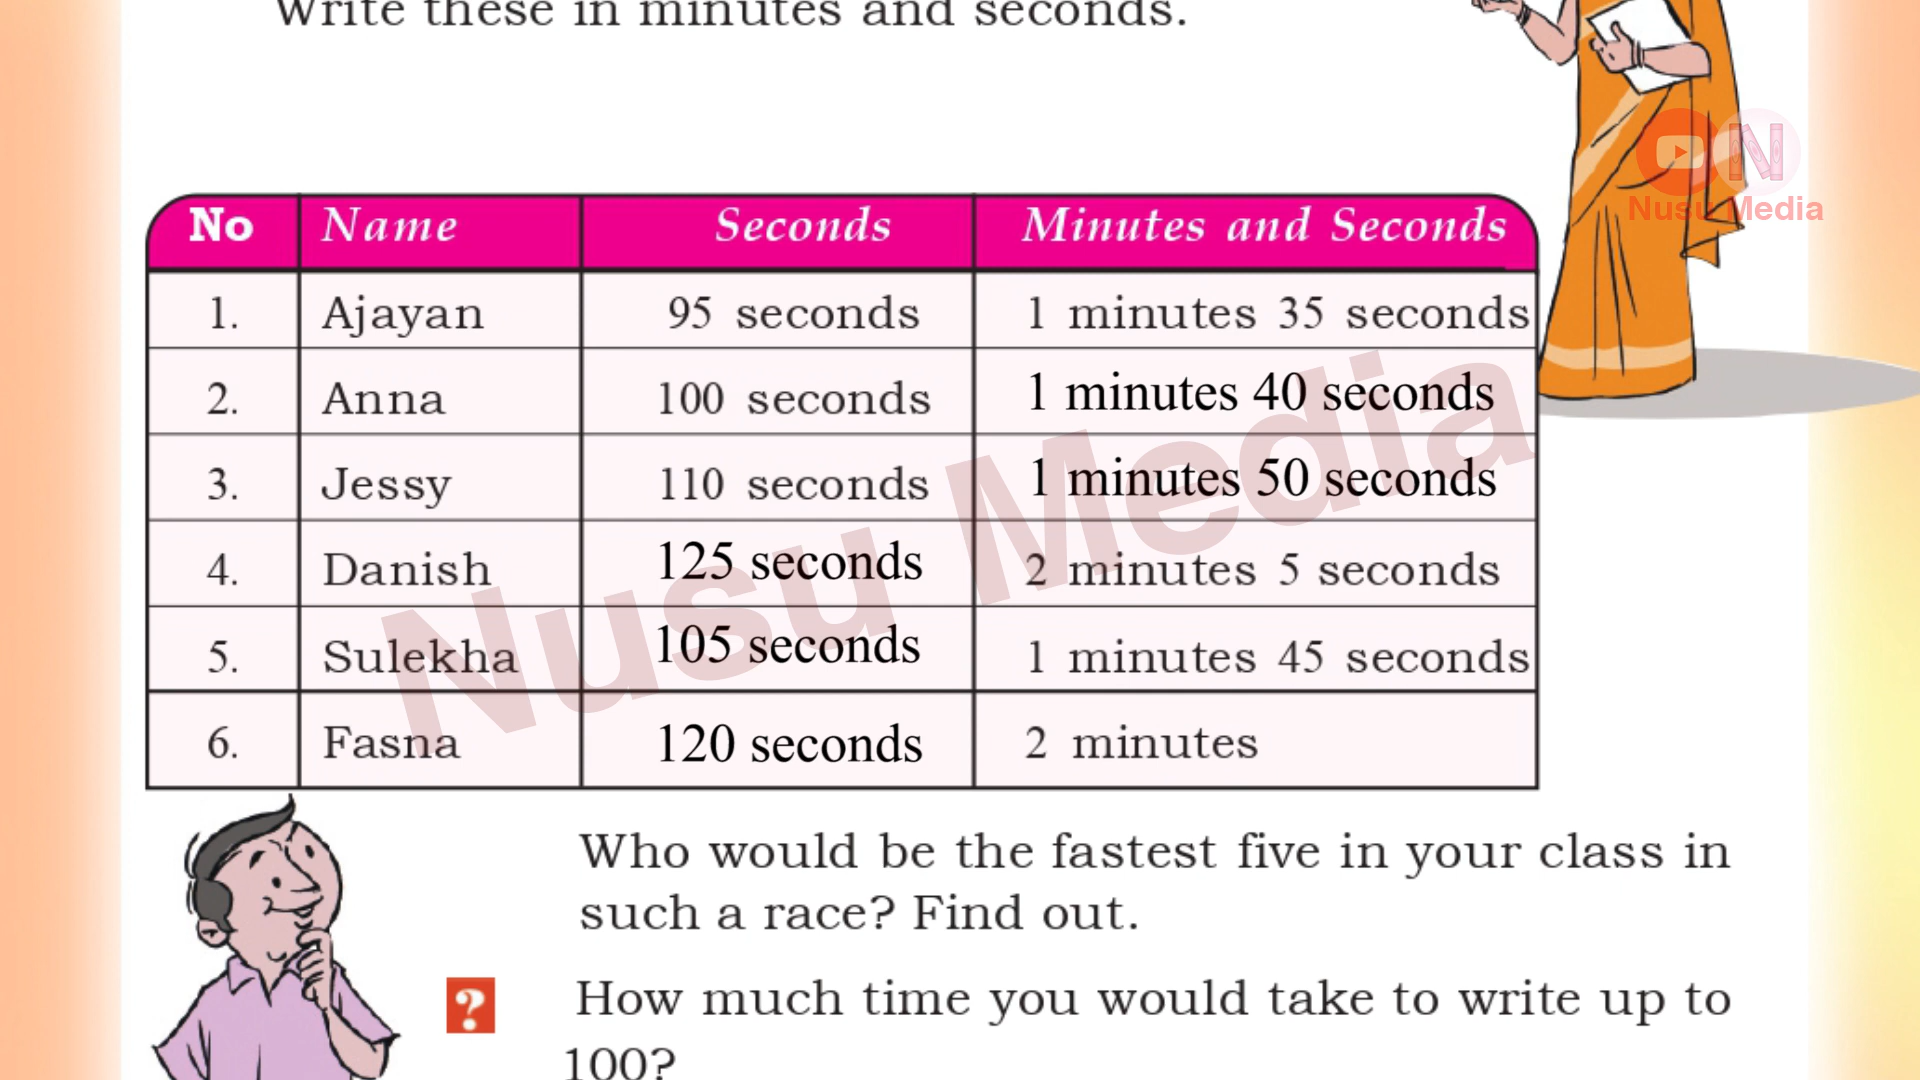 Write these in minutes and seconds.
Nusu Media
No Name Seconds Minutes and Seconds
1. Ajayan 95 seconds 1 minutes 35 seconds
2. Anna 100 seconds 1 minutes 40 seconds
3. Jessy 110 seconds 1 minutes 50 seconds
4. Danish 125 seconds 2 minutes 5 seconds
5. Sulekha 105 seconds 1 minutes 45 seconds
6. Fasna 120 seconds 2 minutes
Nusu Media
Who would be the fastest five in your class in
such a race? Find out.
? How much time you would take to write up to
100?